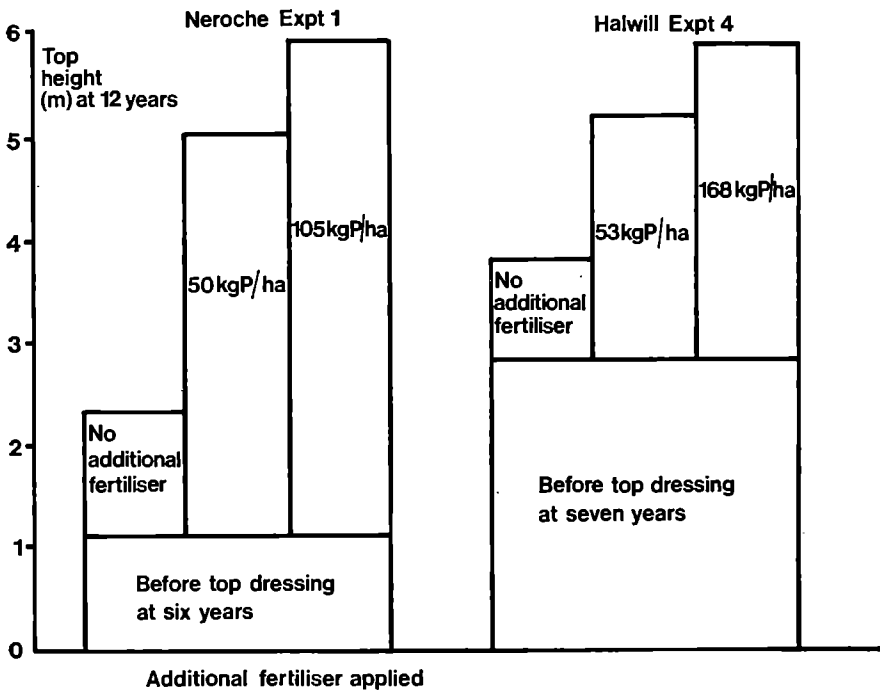 Neroche Expt 1
Halwill Expt 4
6
Top
height
(m) at 12 years
5
4
3
2
1
0
50kgP/ha
105kgP/ha
No
additional
fertiliser
Before top dressing
at six years
53kgP/ha
168kgP/ha
No
additional
fertiliser
Before top dressing
at seven years
Additional fertiliser applied